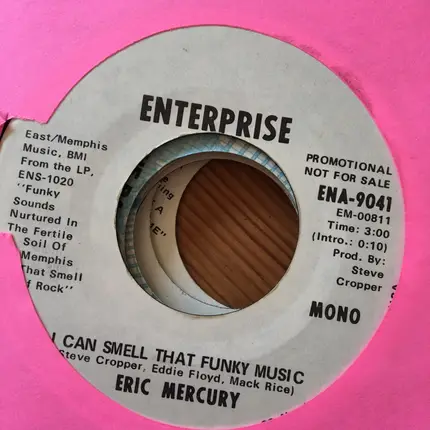 ENTERPRISE
East/Memphis
Music, BMI
From the LP,
ENS-1020
"Funky
Sounds
Nurtured In
The Fertile
Soil Of
Memphis
That Smell
of Rock"
PROMOTIONAL
NOT FOR SALE
ENA-9041
EM-00811
Time: 3:00
(Intro.: 0:10)
Prod. By:
Steve
Cropper
MONO
I CAN SMELL THAT FUNKY MUSIC
(Steve Cropper, Eddie Floyd, Mack Rice)
ERIC MERCURY